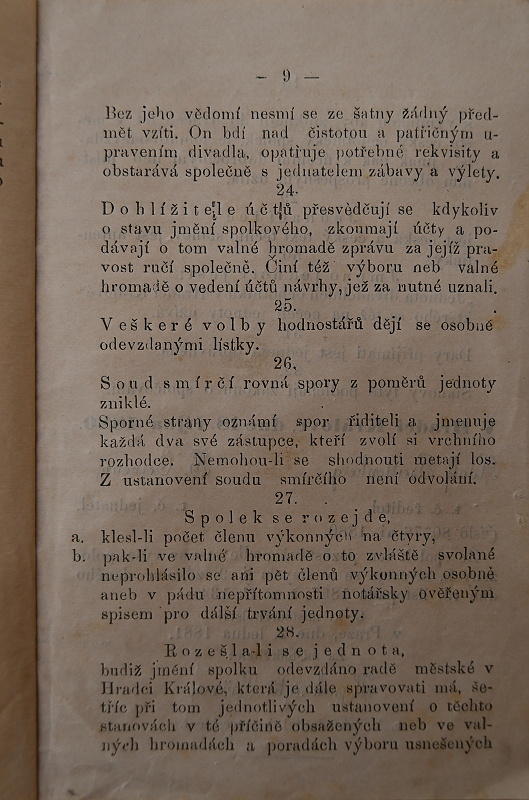 — 9 —
Bez jeho vědomí nesmí se ze šatny žádný před-
mět vzíti. On bdí nad čistotou a patřičným u-
pravením divadla, opatřuje potřebné rekvisity a
obstarává společně s jednatelem zábavy a výlety.
24.
Dohlížitelé účtů přesvědčují se kdykoliv
o stavu jmění spolkového, zkoumají účty a po-
dávají o tom valné hromadě zprávu za jejíž pra-
vost ručí společně. Činí též výboru neb valné
hromadě o vedení účtů návrhy, jež za nutné uznali.
25.
Veškeré volby hodnostářů dějí se osobně
odevzdanými lístky.
26.
Soud smírčí rovná spory z poměrů jednoty
zniklé.
Sporné strany oznámí spor řiditeli a jmenuje
každá dva své zástupce, kteří zvolí si vrchního
rozhodce. Nemohou-li se shodnouti metají los.
Z ustanovení soudu smírčího není odvolání.
27.
Spolek se rozejde,
a. klesl-li počet členu výkonných na čtyry,
b. pak-li ve valné hromadě o to zvláště svolané
neprohlásilo se ani pět členů výkonných osobně
aneb v pádu nepřítomnosti notářsky ověřeným
spisem pro dálší trvání jednoty.
28.
Rozešla-li se jednota,
budiž jmění spolku odevzdáno radě městské v
Hradci Králové, která je dále spravovati má, še-
tříc při tom jednotlivých ustanovení o těchto
stanovách v té příčině obsažených neb ve val-
ných hromadách a poradách výboru usnešených